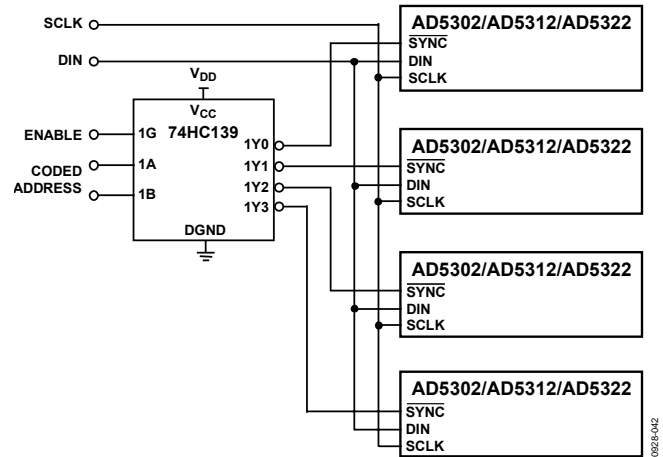 SCLK
DIN
VDD
VCC
74HC139
ENABLE
1G
CODED
ADDRESS
1A
1B
1Y0
1Y1
1Y2
1Y3
DGND
AD5302/AD5312/AD5322
SYNC
DIN
SCLK
AD5302/AD5312/AD5322
SYNC
DIN
SCLK
AD5302/AD5312/AD5322
SYNC
DIN
SCLK
AD5302/AD5312/AD5322
SYNC
DIN
SCLK
0928-042